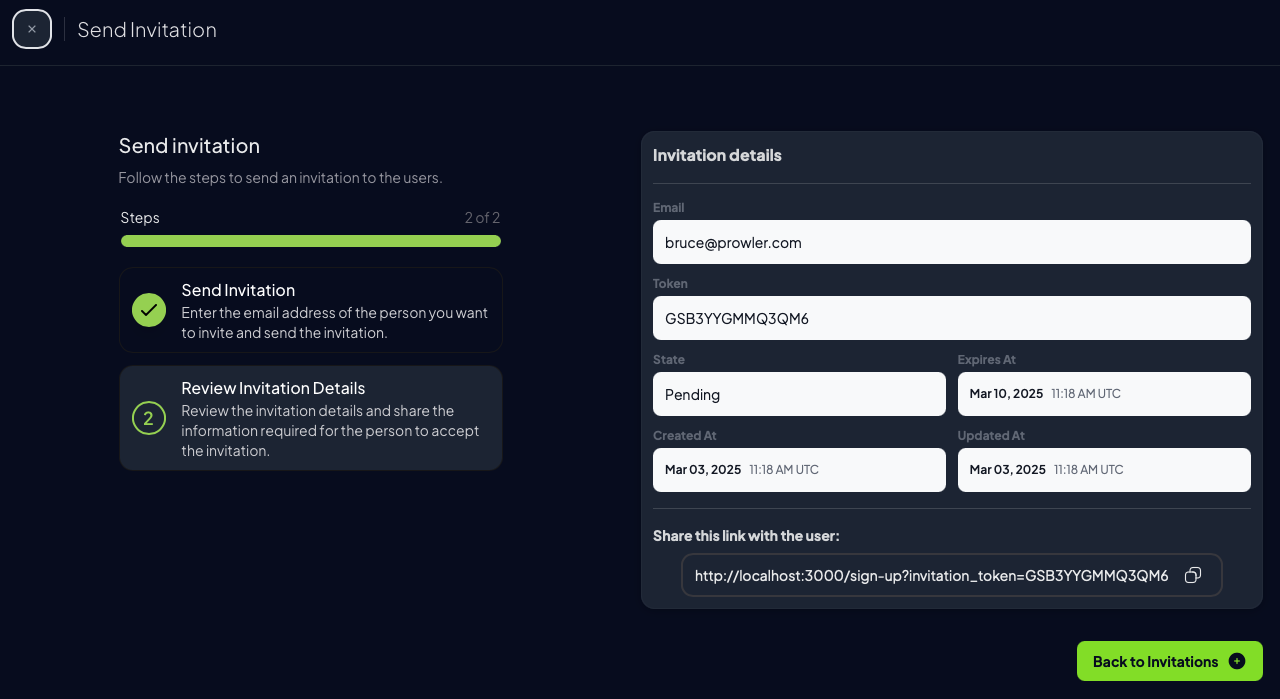 Send Invitation
Send invitation
Follow the steps to send an invitation to the users.
Steps 2 of 2
Send Invitation
Enter the email address of the person you want
to invite and send the invitation.
2
Review Invitation Details
Review the invitation details and share the
information required for the person to accept
the invitation.
Invitation details
Email
bruce@prowler.com
Token
GSB3YYGMMQ3QM6
State Expires At
Pending Mar 10, 2025 11:18 AM UTC
Created At Updated At
Mar 03, 2025 11:18 AM UTC Mar 03, 2025 11:18 AM UTC
Share this link with the user:
http://localhost:3000/sign-up?invitation_token=GSB3YYGMMQ3QM6
Back to Invitations